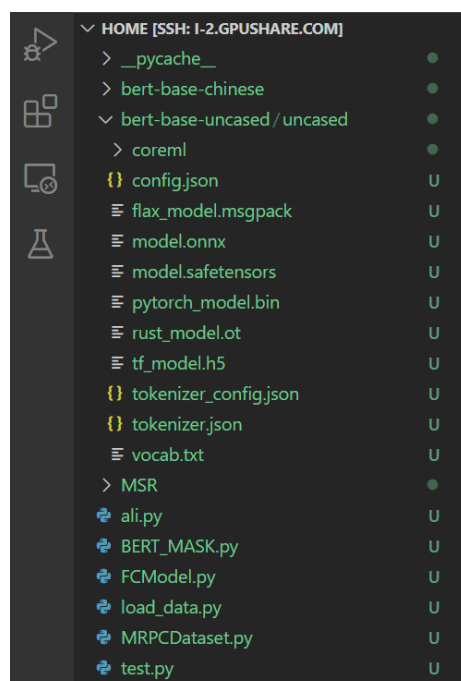 HOME [SSH: I-2.GPUSHARE.COM]
__pycache__
bert-base-chinese
bert-base-uncased / uncased
coreml
{} config.json U
flax_model.msgpack U
model.onnx U
model.safetensors U
pytorch_model.bin U
rust_model.ot U
tf_model.h5 U
{} tokenizer_config.json U
{} tokenizer.json U
vocab.txt U
MSR
ali.py U
BERT_MASK.py U
FCModel.py U
load_data.py U
MRPCDataset.py U
test.py U